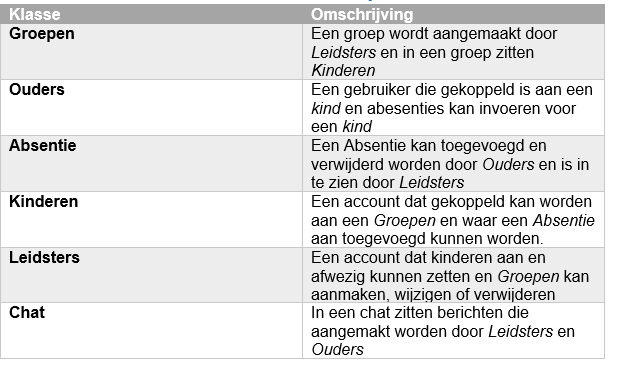 Klasse Omschrijving
Groepen Een groep wordt aangemaakt door
Leidsters en in een groep zitten
Kinderen
Ouders Een gebruiker die gekoppeld is aan een
kind en abesenties kan invoeren voor
een kind
Absentie Een Absentie kan toegevoegd en
verwijderd worden door Ouders en is in
te zien door Leidsters
Kinderen Een account dat gekoppeld kan worden
aan een Groepen en waar een Absentie
aan toegevoegd kunnen worden.
Leidsters Een account dat kinderen aan en
afwezig kunnen zetten en Groepen kan
aanmaken, wijzigen of verwijderen
Chat In een chat zitten berichten die
aangemakt worden door Leidsters en
Ouders